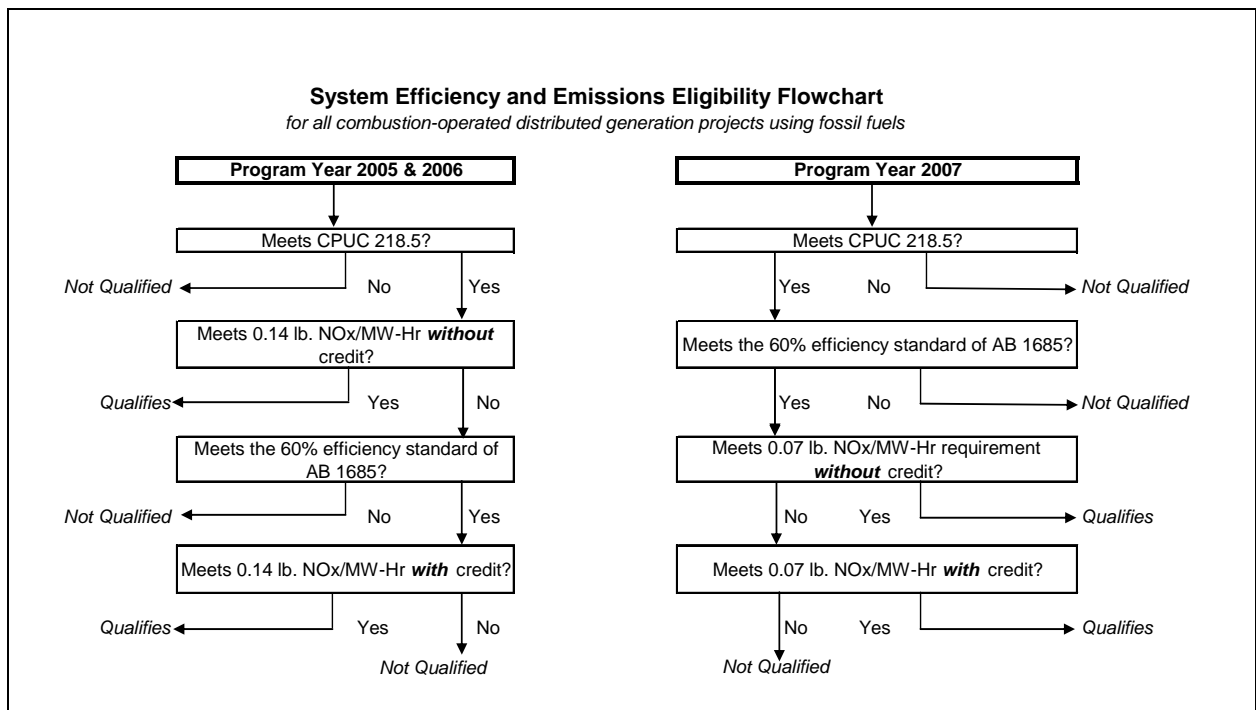 System Efficiency and Emissions Eligibility Flowchart
for all combustion-operated distributed generation projects using fossil fuels
Program Year 2005 & 2006
Meets CPUC 218.5?
Not Qualified
No
Yes
Meets 0.14 lb. NOx/MW-Hr without
credit?
Qualifies
Yes
No
Meets the 60% efficiency standard of
AB 1685?
Not Qualified
No
Yes
Meets 0.14 lb. NOx/MW-Hr with credit?
Qualifies
Yes
No
Not Qualified
Program Year 2007
Meets CPUC 218.5?
Yes
No
Not Qualified
Meets the 60% efficiency standard of AB 1685?
Yes
No
Not Qualified
Meets 0.07 lb. NOx/MW-Hr requirement
without credit?
No
Yes
Qualifies
Meets 0.07 lb. NOx/MW-Hr with credit?
No
Yes
Qualifies
Not Qualified